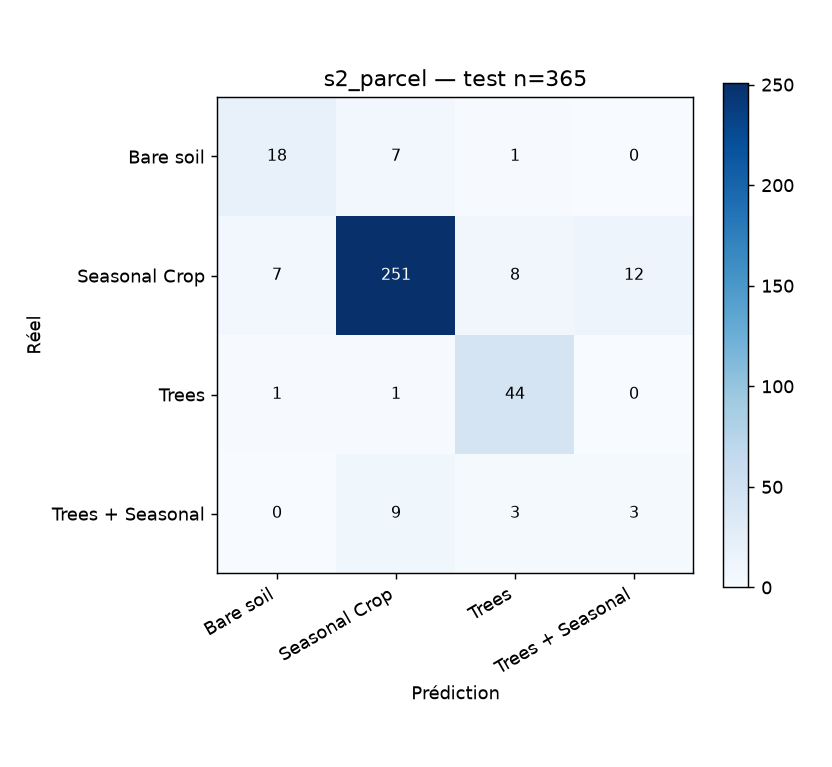 s2_parcel — test n=365
Bare soil 18 7 1 0
Seasonal Crop 7 251 8 12
Trees 1 1 44 0
Trees + Seasonal 0 9 3 3
Réel
Bare soil Seasonal Crop Trees Trees + Seasonal
Prédiction
250
200
150
100
50
0